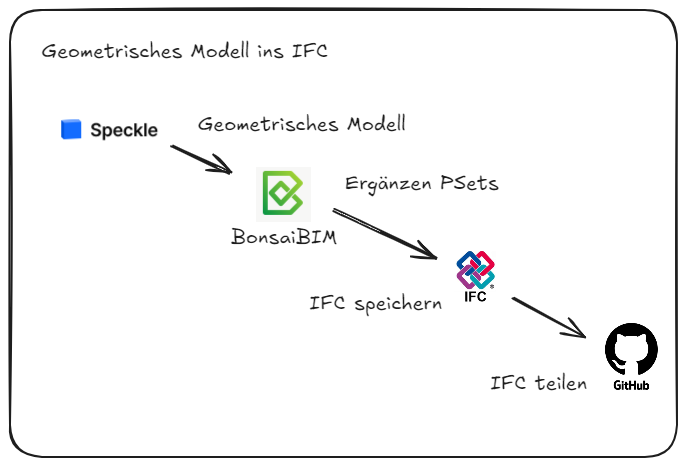 Geometrisches Modell ins IFC
Speckle
Geometrisches Modell
Ergänzen PSets
BonsaiBIM
IFC®
IFC speichern
IFC teilen
GitHub